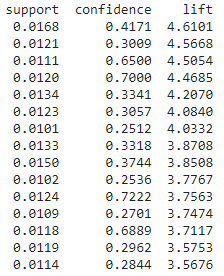 support confidence lift
0.0168 0.4171 4.6101
0.0121 0.3009 4.5668
0.0111 0.6500 4.5054
0.0120 0.7000 4.4685
0.0134 0.3341 4.2070
0.0123 0.3057 4.0840
0.0101 0.2512 4.0332
0.0133 0.3318 3.8708
0.0150 0.3744 3.8508
0.0102 0.2536 3.7767
0.0124 0.7222 3.7563
0.0109 0.2701 3.7474
0.0118 0.6889 3.7117
0.0119 0.2962 3.5753
0.0114 0.2844 3.5676